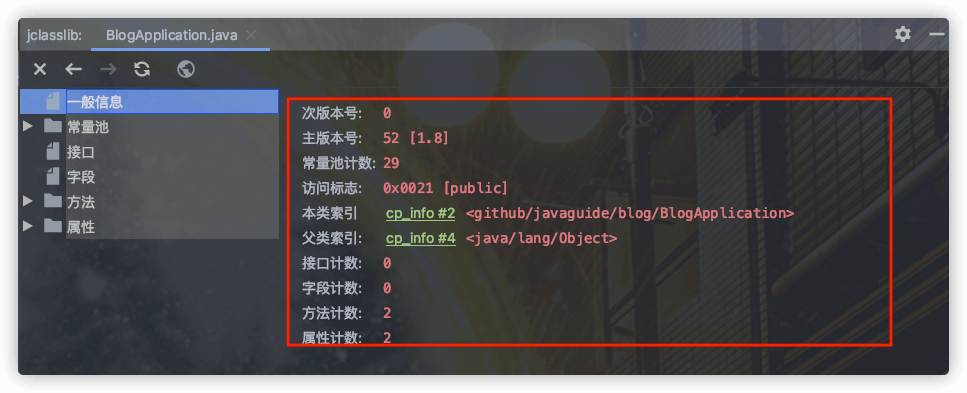 jclasslib: BlogApplication.java
一般信息
常量池
接口
字段
方法
属性
次版本号: 0
主版本号: 52 [1.8]
常量池计数: 29
访问标志: 0x0021 [public]
本类索引 cp_info #2 <github/javaguide/blog/BlogApplication>
父类索引: cp_info #4 <java/lang/Object>
接口计数: 0
字段计数: 0
方法计数: 2
属性计数: 2